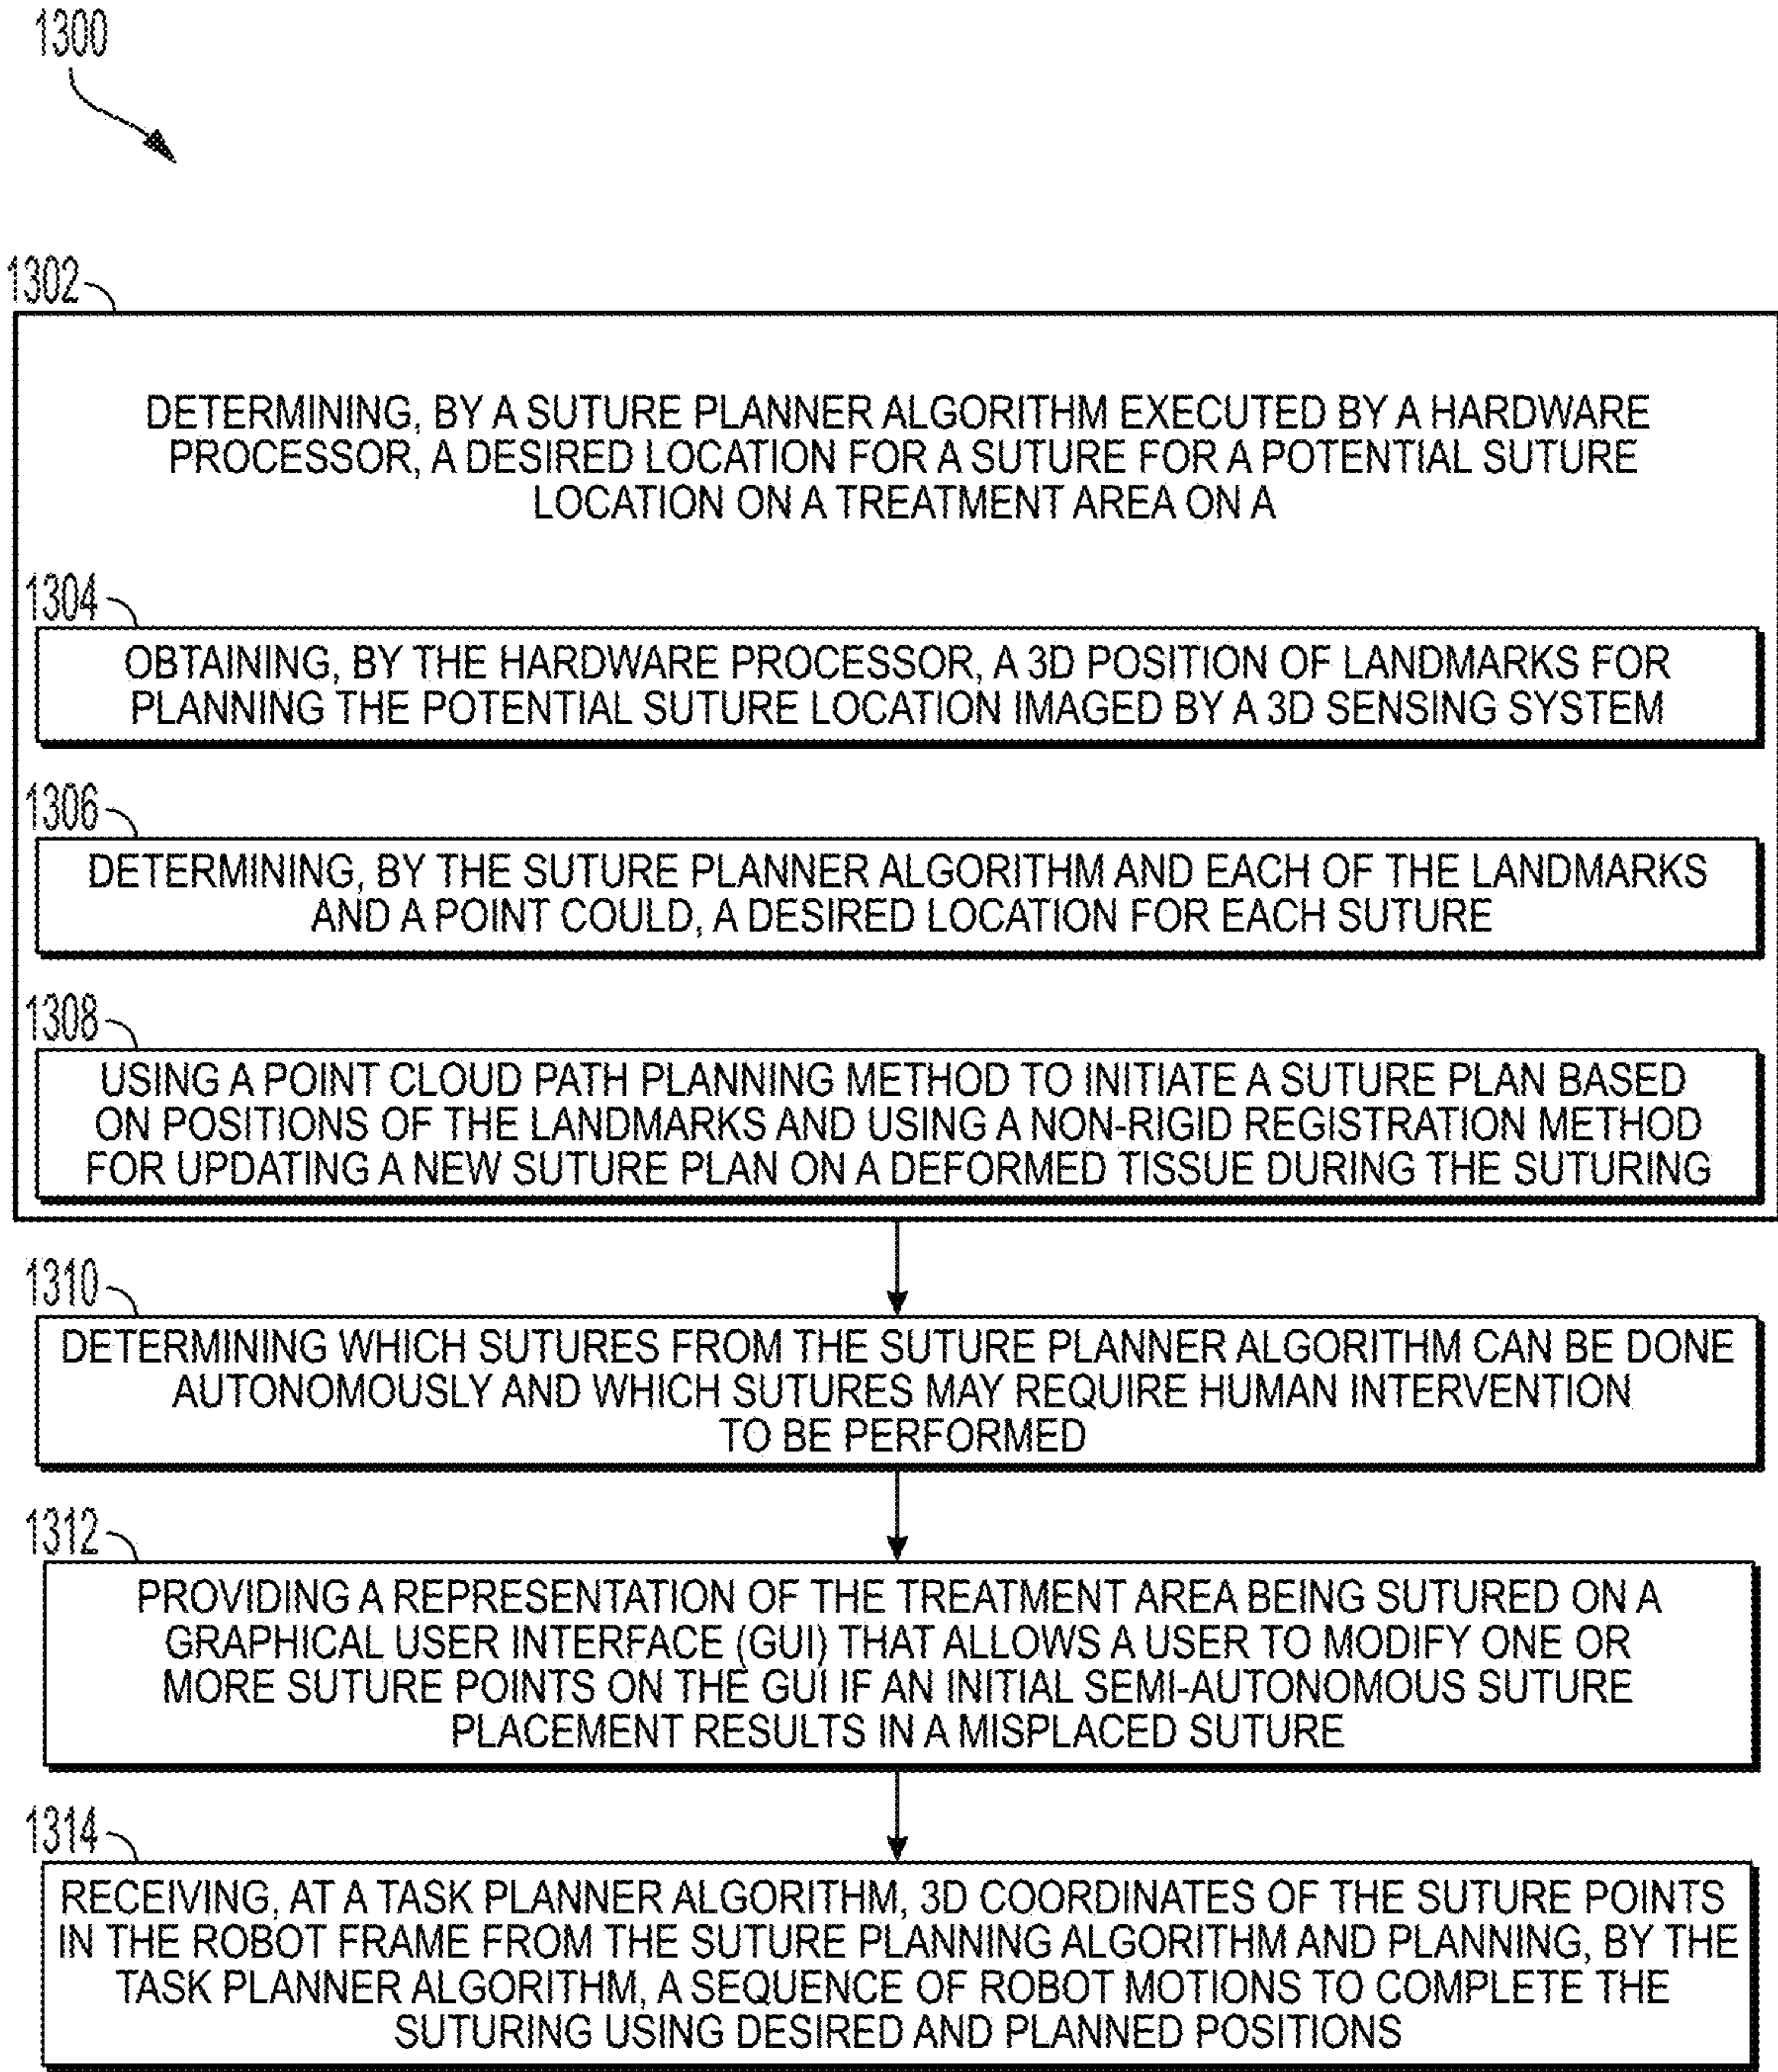 1300
1302
DETERMINING, BY A SUTURE PLANNER ALGORITHM EXECUTED BY A HARDWARE
PROCESSOR, A DESIRED LOCATION FOR A SUTURE FOR A POTENTIAL SUTURE
LOCATION ON A TREATMENT AREA ON A
1304
OBTAINING, BY THE HARDWARE PROCESSOR, A 3D POSITION OF LANDMARKS FOR
PLANNING THE POTENTIAL SUTURE LOCATION IMAGED BY A 3D SENSING SYSTEM
1306
DETERMINING, BY THE SUTURE PLANNER ALGORITHM AND EACH OF THE LANDMARKS
AND A POINT COULD, A DESIRED LOCATION FOR EACH SUTURE
1308
USING A POINT CLOUD PATH PLANNING METHOD TO INITIATE A SUTURE PLAN BASED
ON POSITIONS OF THE LANDMARKS AND USING A NON-RIGID REGISTRATION METHOD
FOR UPDATING A NEW SUTURE PLAN ON A DEFORMED TISSUE DURING THE SUTURING
1310
DETERMINING WHICH SUTURES FROM THE SUTURE PLANNER ALGORITHM CAN BE DONE
AUTONOMOUSLY AND WHICH SUTURES MAY REQUIRE HUMAN INTERVENTION
TO BE PERFORMED
1312
PROVIDING A REPRESENTATION OF THE TREATMENT AREA BEING SUTURED ON A
GRAPHICAL USER INTERFACE (GUI) THAT ALLOWS A USER TO MODIFY ONE OR
MORE SUTURE POINTS ON THE GUI IF AN INITIAL SEMI-AUTONOMOUS SUTURE
PLACEMENT RESULTS IN A MISPLACED SUTURE
1314
RECEIVING, AT A TASK PLANNER ALGORITHM, 3D COORDINATES OF THE SUTURE POINTS
IN THE ROBOT FRAME FROM THE SUTURE PLANNING ALGORITHM AND PLANNING, BY THE
TASK PLANNER ALGORITHM, A SEQUENCE OF ROBOT MOTIONS TO COMPLETE THE
SUTURING USING DESIRED AND PLANNED POSITIONS